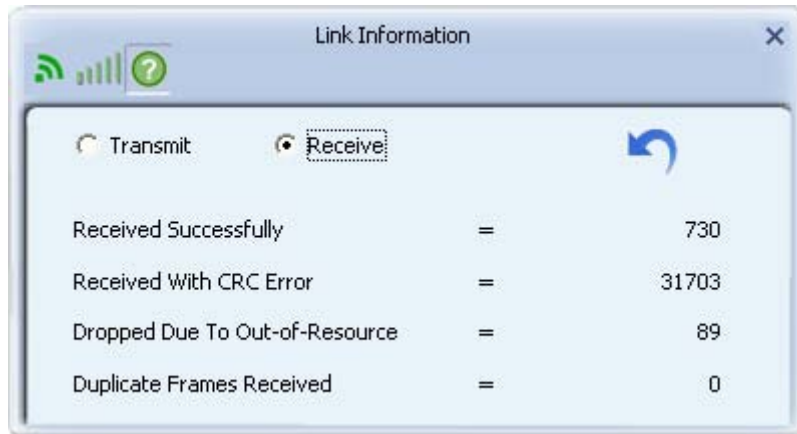 Link Information
Transmit Receive
Received Successfully = 730
Received With CRC Error = 31703
Dropped Due To Out-of-Resource = 89
Duplicate Frames Received = 0